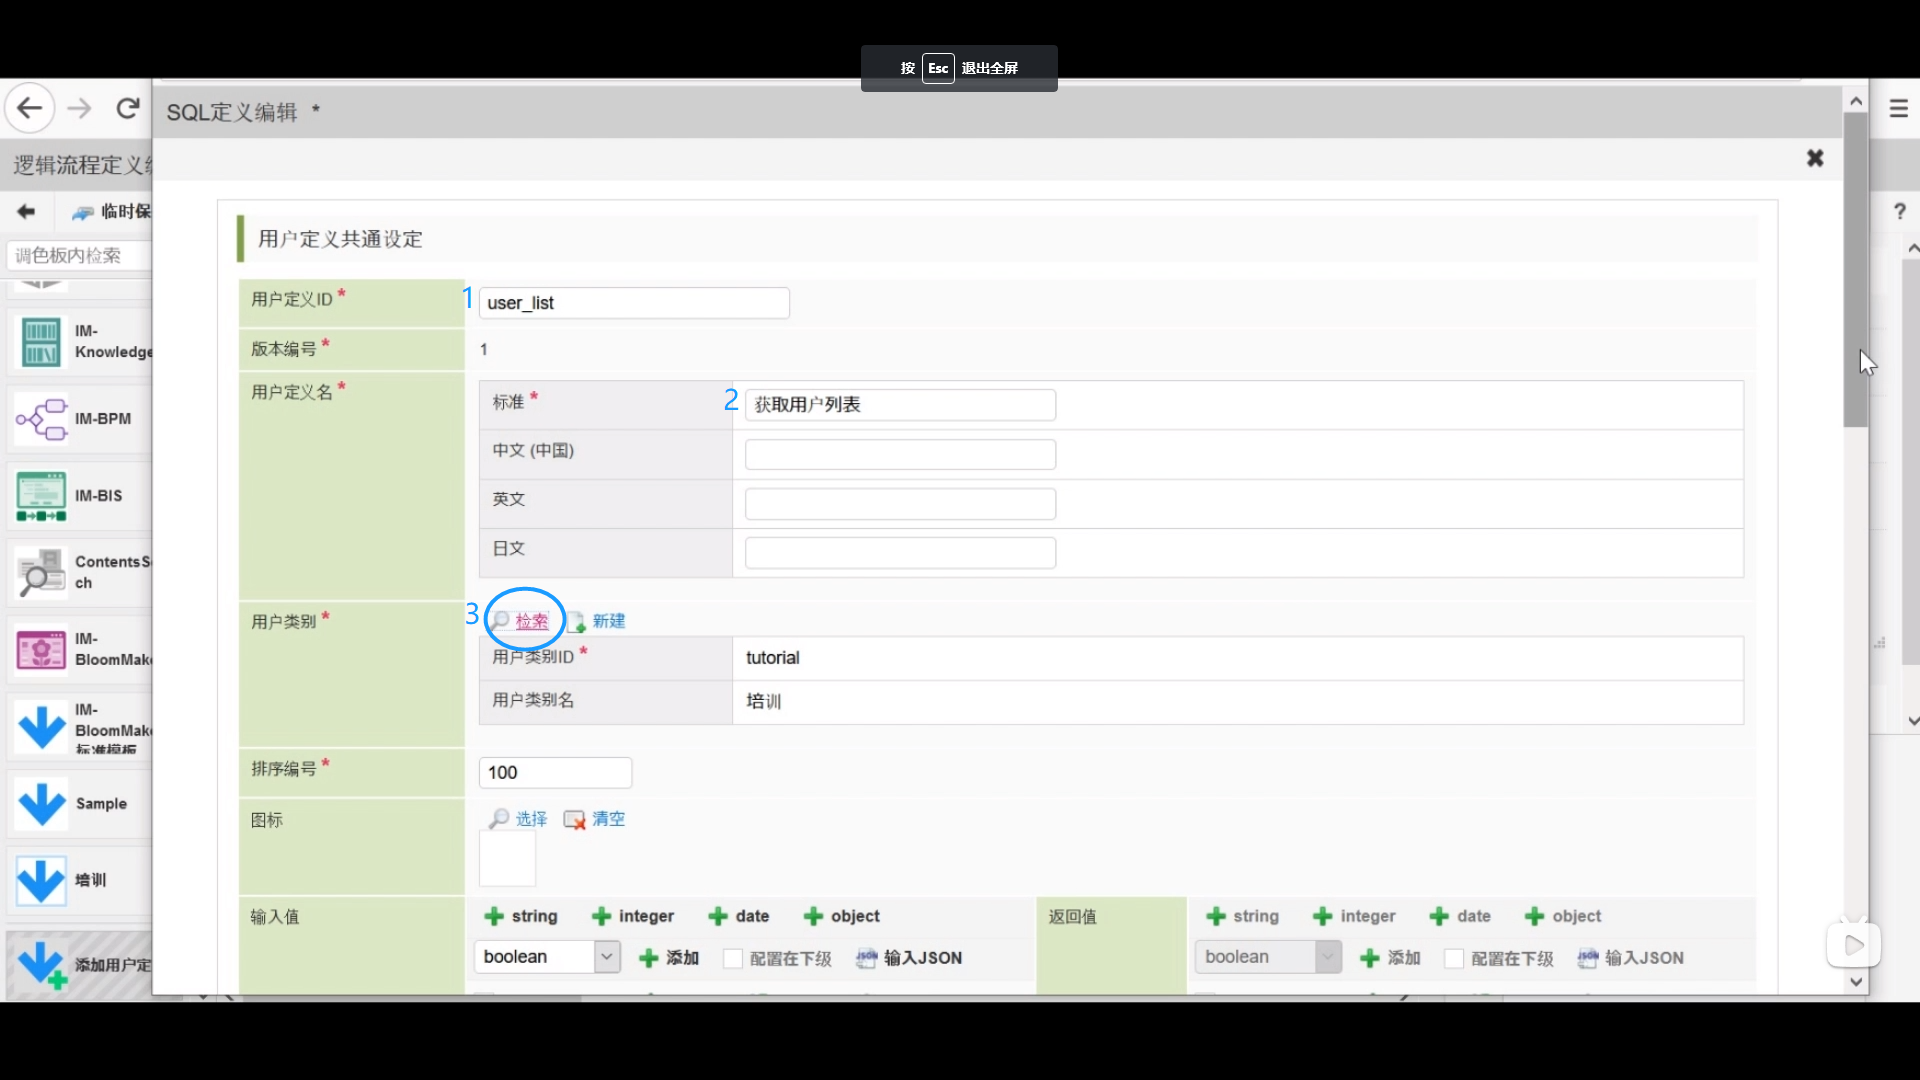 按 Esc 退出全屏
SQL定义编辑 *
逻辑流程定义
临时保
调色板内检索
?
IM-
Knowledge
IM-BPM
IM-BIS
ContentsSe
ch
IM-
BloomMake
IM-
BloomMake
标准模板
Sample
培训
添加用户定
用户定义共通设定
用户定义ID *
1
user_list
版本编号 *
1
用户定义名 *
标准 *
2
获取用户列表
中文 (中国)
英文
日文
用户类别 *
3
检索
新建
用户类别ID *
tutorial
用户类别名
培训
排序编号 *
100
图标
选择
清空
输入值
string
integer
date
object
返回值
string
integer
date
object
boolean
添加
配置在下级
JSON
输入JSON
boolean
添加
配置在下级
JSON
输入JSON